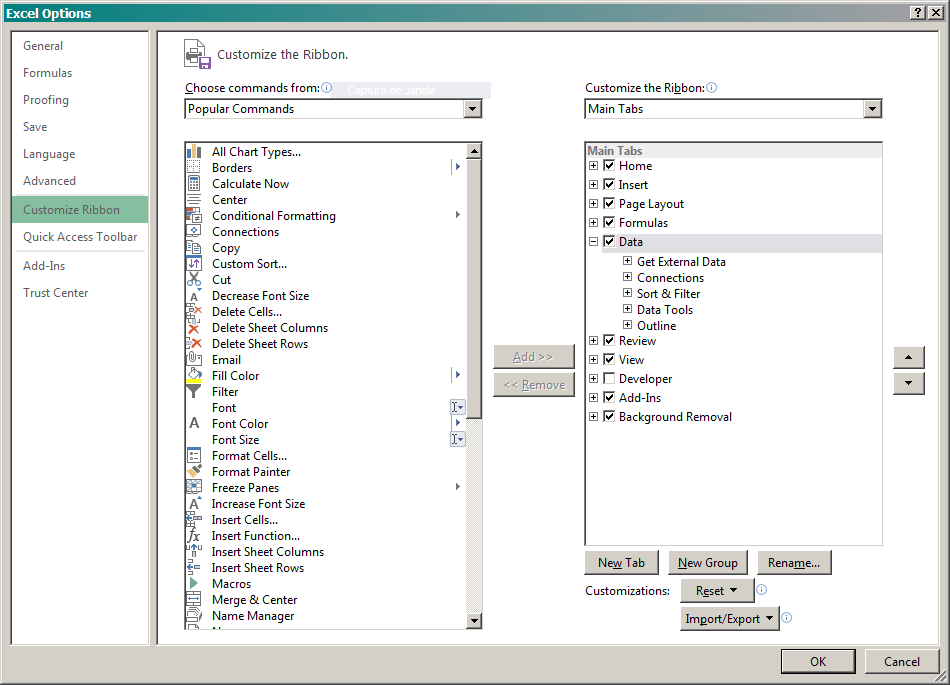 Excel Options
General
Formulas
Proofing
Save
Language
Advanced
Customize Ribbon
Quick Access Toolbar
Add-Ins
Trust Center
Customize the Ribbon.
Choose commands from:
Captura de Janela
Popular Commands
All Chart Types...
Borders
Calculate Now
Center
Conditional Formatting
Connections
Copy
Custom Sort...
Cut
Decrease Font Size
Delete Cells...
Delete Sheet Columns
Delete Sheet Rows
Email
Fill Color
Filter
Font
Font Color
Font Size
Format Cells...
Format Painter
Freeze Panes
Increase Font Size
Insert Cells...
Insert Function...
Insert Sheet Columns
Insert Sheet Rows
Macros
Merge & Center
Name Manager
Add >>
<< Remove
Customize the Ribbon:
Main Tabs
Main Tabs
Home
Insert
Page Layout
Formulas
Data
Get External Data
Connections
Sort & Filter
Data Tools
Outline
Review
View
Developer
Add-Ins
Background Removal
New Tab
New Group
Rename...
Customizations:
Reset
Import/Export
OK
Cancel